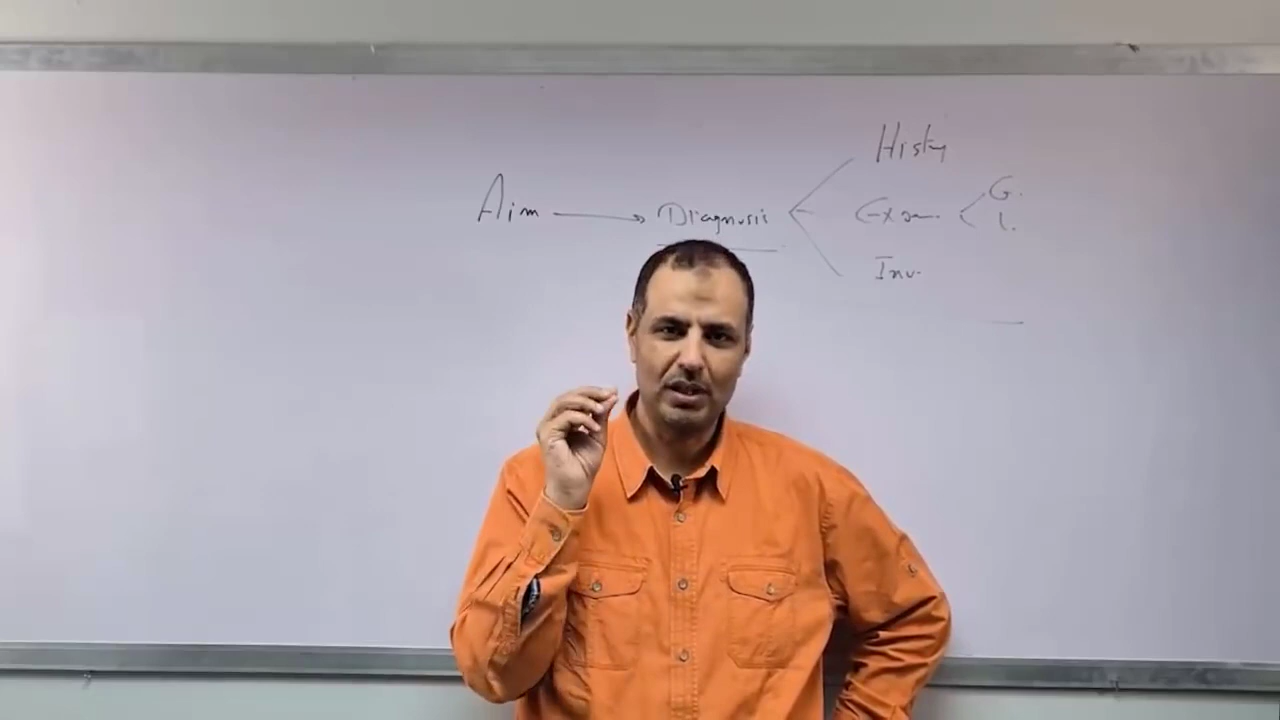 Aim → Diagnosis
History
Exam. G.
L.
Inv.